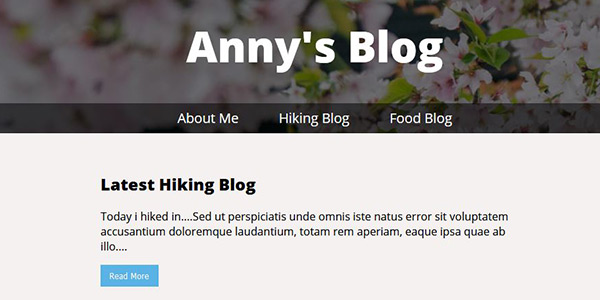 Anny's Blog
About Me Hiking Blog Food Blog
Latest Hiking Blog
Today i hiked in....Sed ut perspiciatis unde omnis iste natus error sit voluptatem
accusantium doloremque laudantium, totam rem aperiam, eaque ipsa quae ab
illo....
Read More